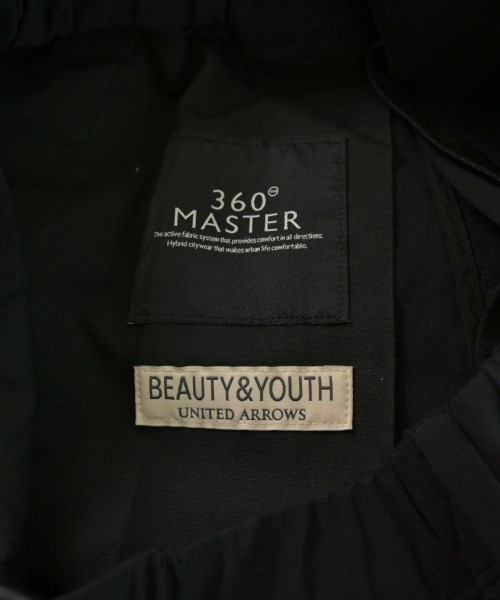 360°
MASTER
The active fabric system that provides comfort in all directions.
Hybrid citywear that makes urban life comfortable.
BEAUTY&YOUTH
UNITED ARROWS